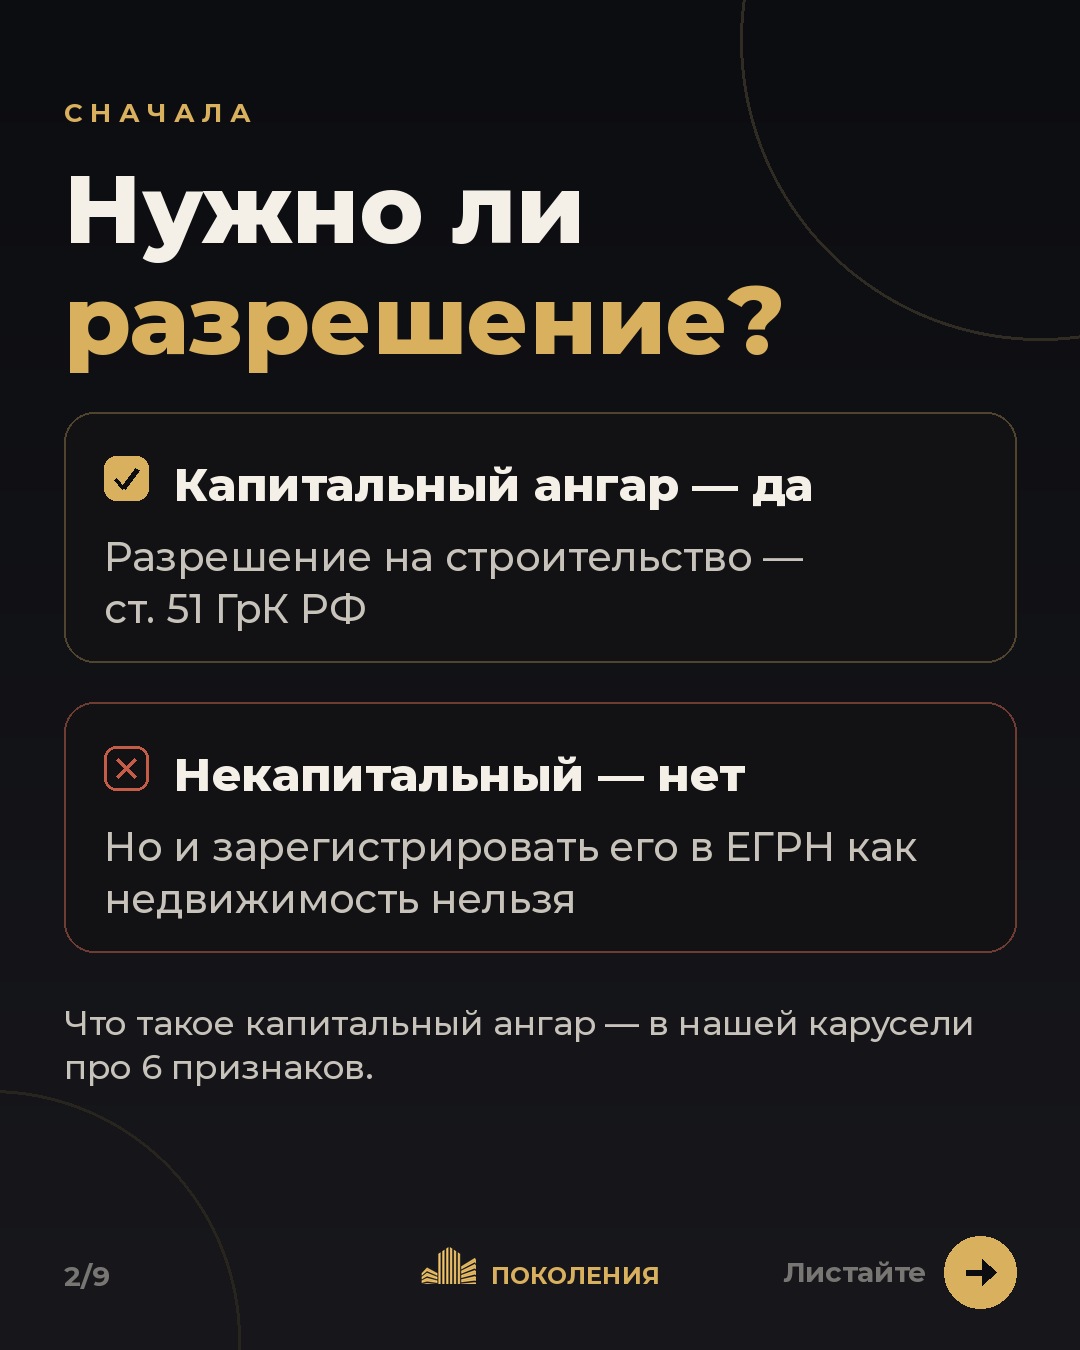 СНАЧАЛА
Нужно ли
разрешение?
Капитальный ангар — да
Разрешение на строительство —
ст. 51 ГрК РФ
Некапитальный — нет
Но и зарегистрировать его в ЕГРН как
недвижимость нельзя
Что такое капитальный ангар — в нашей карусели
про 6 признаков.
2/9
ПОКОЛЕНИЯ
Листайте